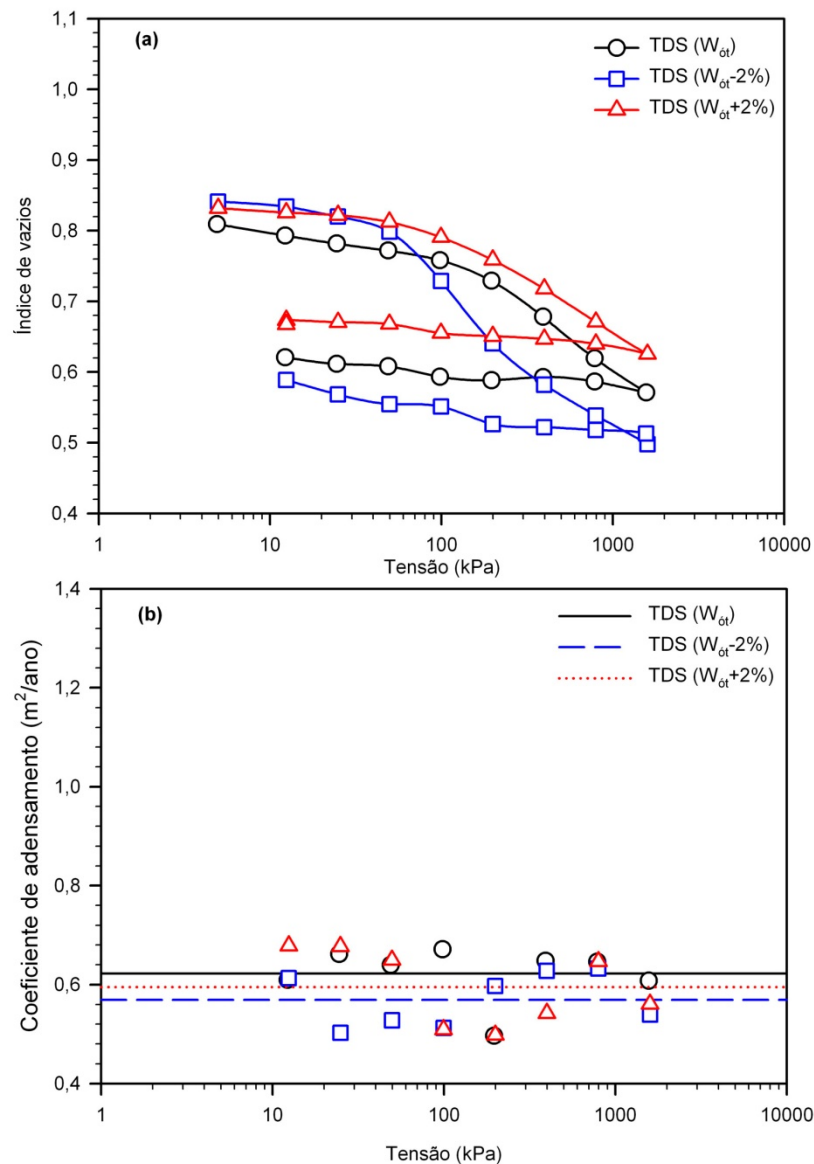 (a)
TDS (Wót)
TDS (Wót-2%)
TDS (Wót+2%)
1,1
1,0
0,9
0,8
0,7
0,6
0,5
0,4
Índice de vazios
1 10 100 1000 10000
Tensão (kPa)
(b)
TDS (Wót)
TDS (Wót-2%)
TDS (Wót+2%)
1,4
1,2
1,0
0,8
0,6
0,4
Coeficiente de adensamento (m²/ano)
1 10 100 1000 10000
Tensão (kPa)